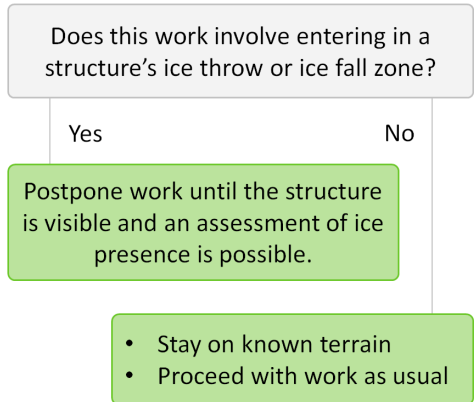 Does this work involve entering in a
structure’s ice throw or ice fall zone?
Yes
No
Postpone work until the structure
is visible and an assessment of ice
presence is possible.
• Stay on known terrain
• Proceed with work as usual